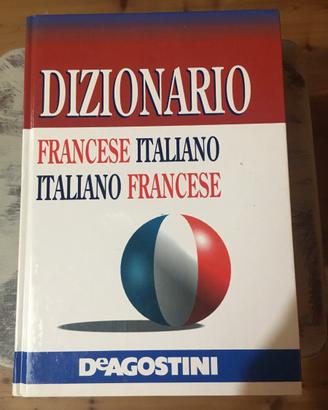 DIZIONARIO
FRANCESE ITALIANO
ITALIANO FRANCESE
DeAGOSTINI